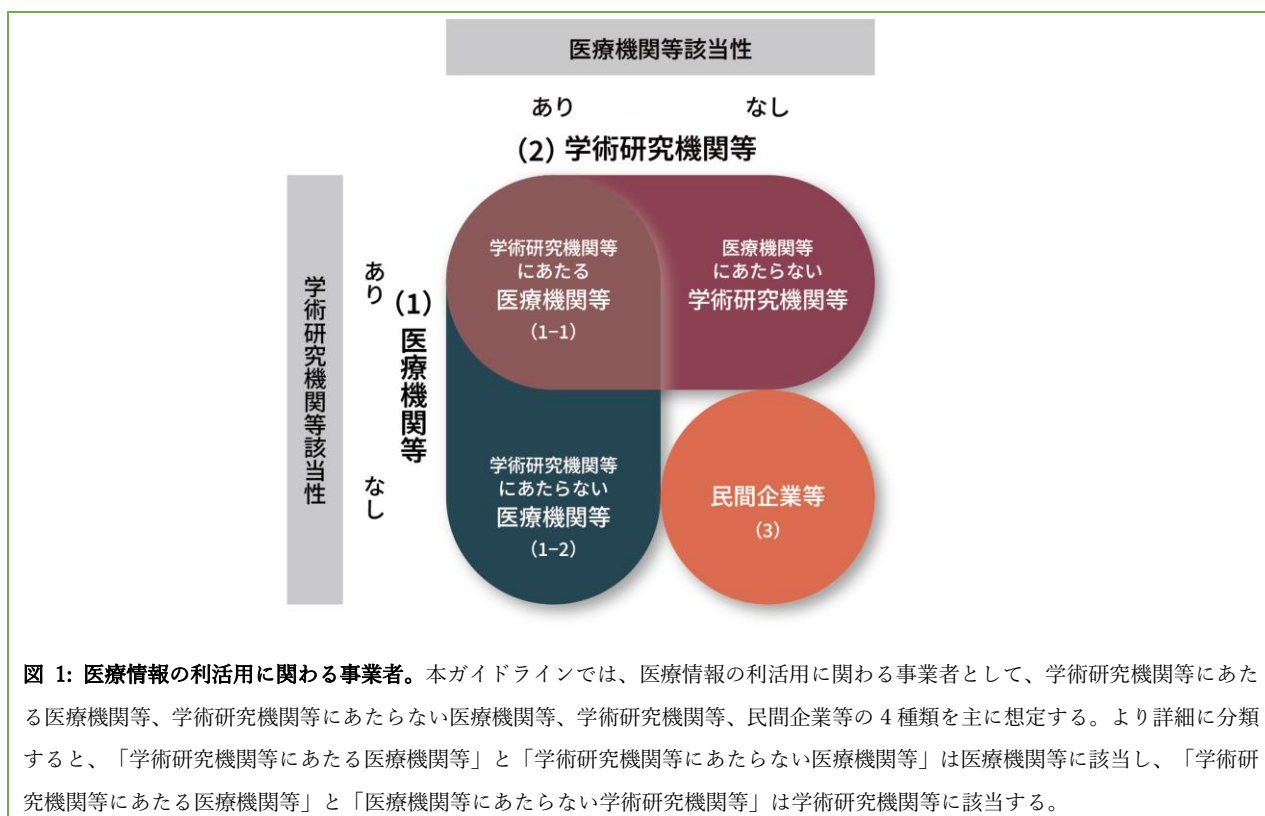 医療機関等該当性
あり
なし
(2) 学術研究機関等
学術研究機関等該当性
あり
なし
(1) 医療機関等
学術研究機関等
にあたる
医療機関等
(1−1)
医療機関等
にあたらない
学術研究機関等
学術研究機関等
にあたらない
医療機関等
(1−2)
民間企業等
(3)
図 1: 医療情報の利活用に関わる事業者。本ガイドラインでは、医療情報の利活用に関わる事業者として、学術研究機関等にあた
る医療機関等、学術研究機関等にあたらない医療機関等、学術研究機関等、民間企業等の 4 種類を主に想定する。より詳細に分類
すると、「学術研究機関等にあたる医療機関等」と「学術研究機関等にあたらない医療機関等」は医療機関等に該当し、「学術研
究機関等にあたる医療機関等」と「医療機関等にあたらない学術研究機関等」は学術研究機関等に該当する。